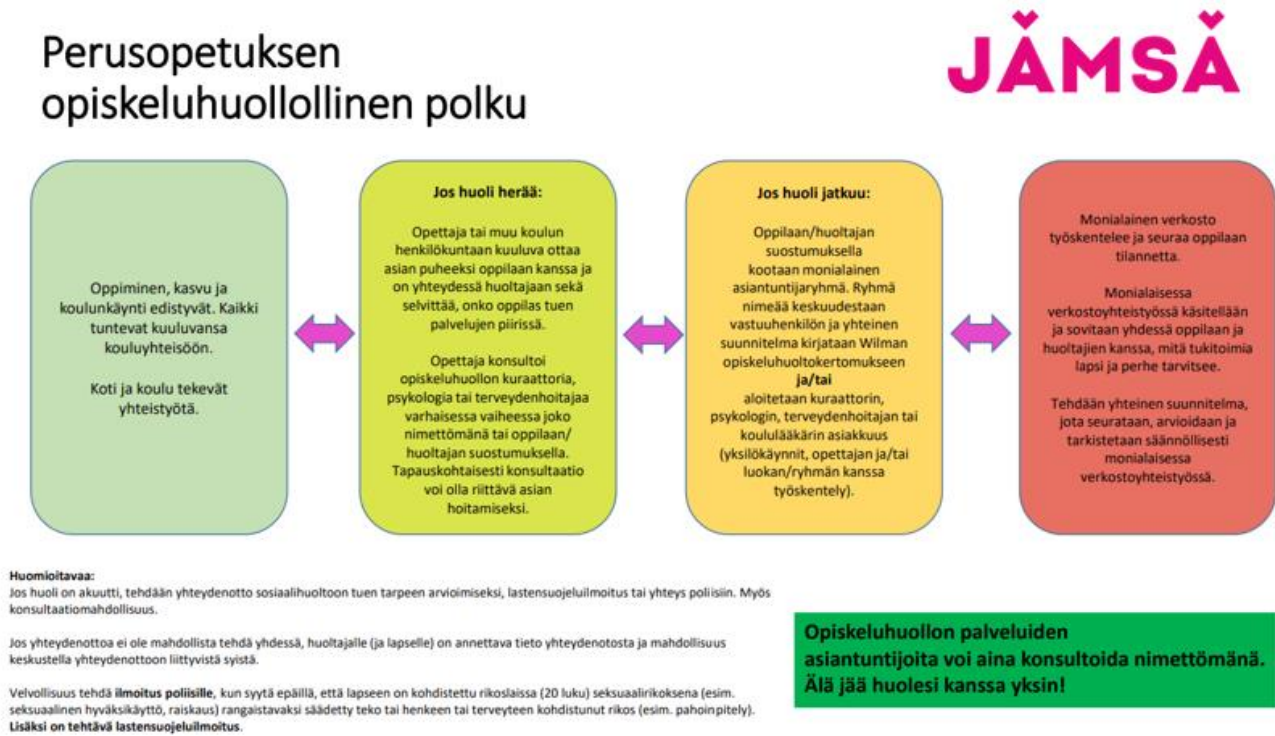 Perusopetuksen
opiskeluhuollollinen polku
JÄMSÄ
Oppiminen, kasvu ja
koulunkäynti edistyvät. Kaikki
tuntevat kuuluvansa
kouluyhteisöön.
Koti ja koulu tekevät
yhteistyötä.
Jos huoli herää:
Opettaja tai muu koulun
henkilökuntaan kuuluva ottaa
asian puheeksi oppilaan kanssa ja
on yhteydessä huoltajaan sekä
selvittää, onko oppilas tuen
palvelujen piirissä.
Opettaja konsultoi
opiskeluhuollon kuraattoria,
psykologia tai terveydenhoitajaa
varhaisessa vaiheessa joko
nimettömänä tai oppilaan/
huoltajan suostumuksella.
Tapauskohtaisesti konsultaatio
voi olla riittävä asian
hoitamiseksi.
Jos huoli jatkuu:
Oppilaan/huoltajan
suostumuksella
kootaan monialainen
asiantuntijaryhmä. Ryhmä
nimeää keskuudestaan
vastuuhenkilön ja yhteinen
suunnitelma kirjataan Wilman
opiskeluhuoltokertomukseen
ja/tai
aloitetaan kuraattorin,
psykologin, terveydenhoitajan tai
koululääkärin asiakkuus
(yksilökäynnit, opettajan ja/tai
luokan/ryhmän kanssa
työskentely).
Monialainen verkosto
työskentelee ja seuraa oppilaan
tilannetta.
Monialaisessa
verkostoyhteistyössä käsitellään
ja sovitaan yhdessä oppilaan ja
huoltajien kanssa, mitä tukitoimia
lapsi ja perhe tarvitsee.
Tehdään yhteinen suunnitelma,
jota seurataan, arvioidaan ja
tarkistetaan säännöllisesti
monialaisessa
verkostoyhteistyössä.
Huomioitavaa:
Jos huoli on akuutti, tehdään yhteydenotto sosiaalihuoltoon tuen tarpeen arvioimiseksi, lastensuojeluilmoitus tai yhteys poliisiin. Myös
konsultaatiomahdollisuus.
Jos yhteydenottoa ei ole mahdollista tehdä yhdessä, huoltajalle (ja lapselle) on annettava tieto yhteydenotosta ja mahdollisuus
keskustella yhteydenottoon liittyvistä syistä.
Velvollisuus tehdä ilmoitus poliisille, kun syytä epäillä, että lapseen on kohdistettu rikoslaissa (20 luku) seksuaalirikoksena (esim.
seksuaalinen hyväksikäyttö, raiskaus) rangaistavaksi säädetty teko tai henkeen tai terveyteen kohdistunut rikos (esim. pahoinpitely).
Lisäksi on tehtävä lastensuojeluilmoitus.
Opiskeluhuollon palveluiden
asiantuntijoita voi aina konsultoida nimettömänä.
Älä jää huolesi kanssa yksin!